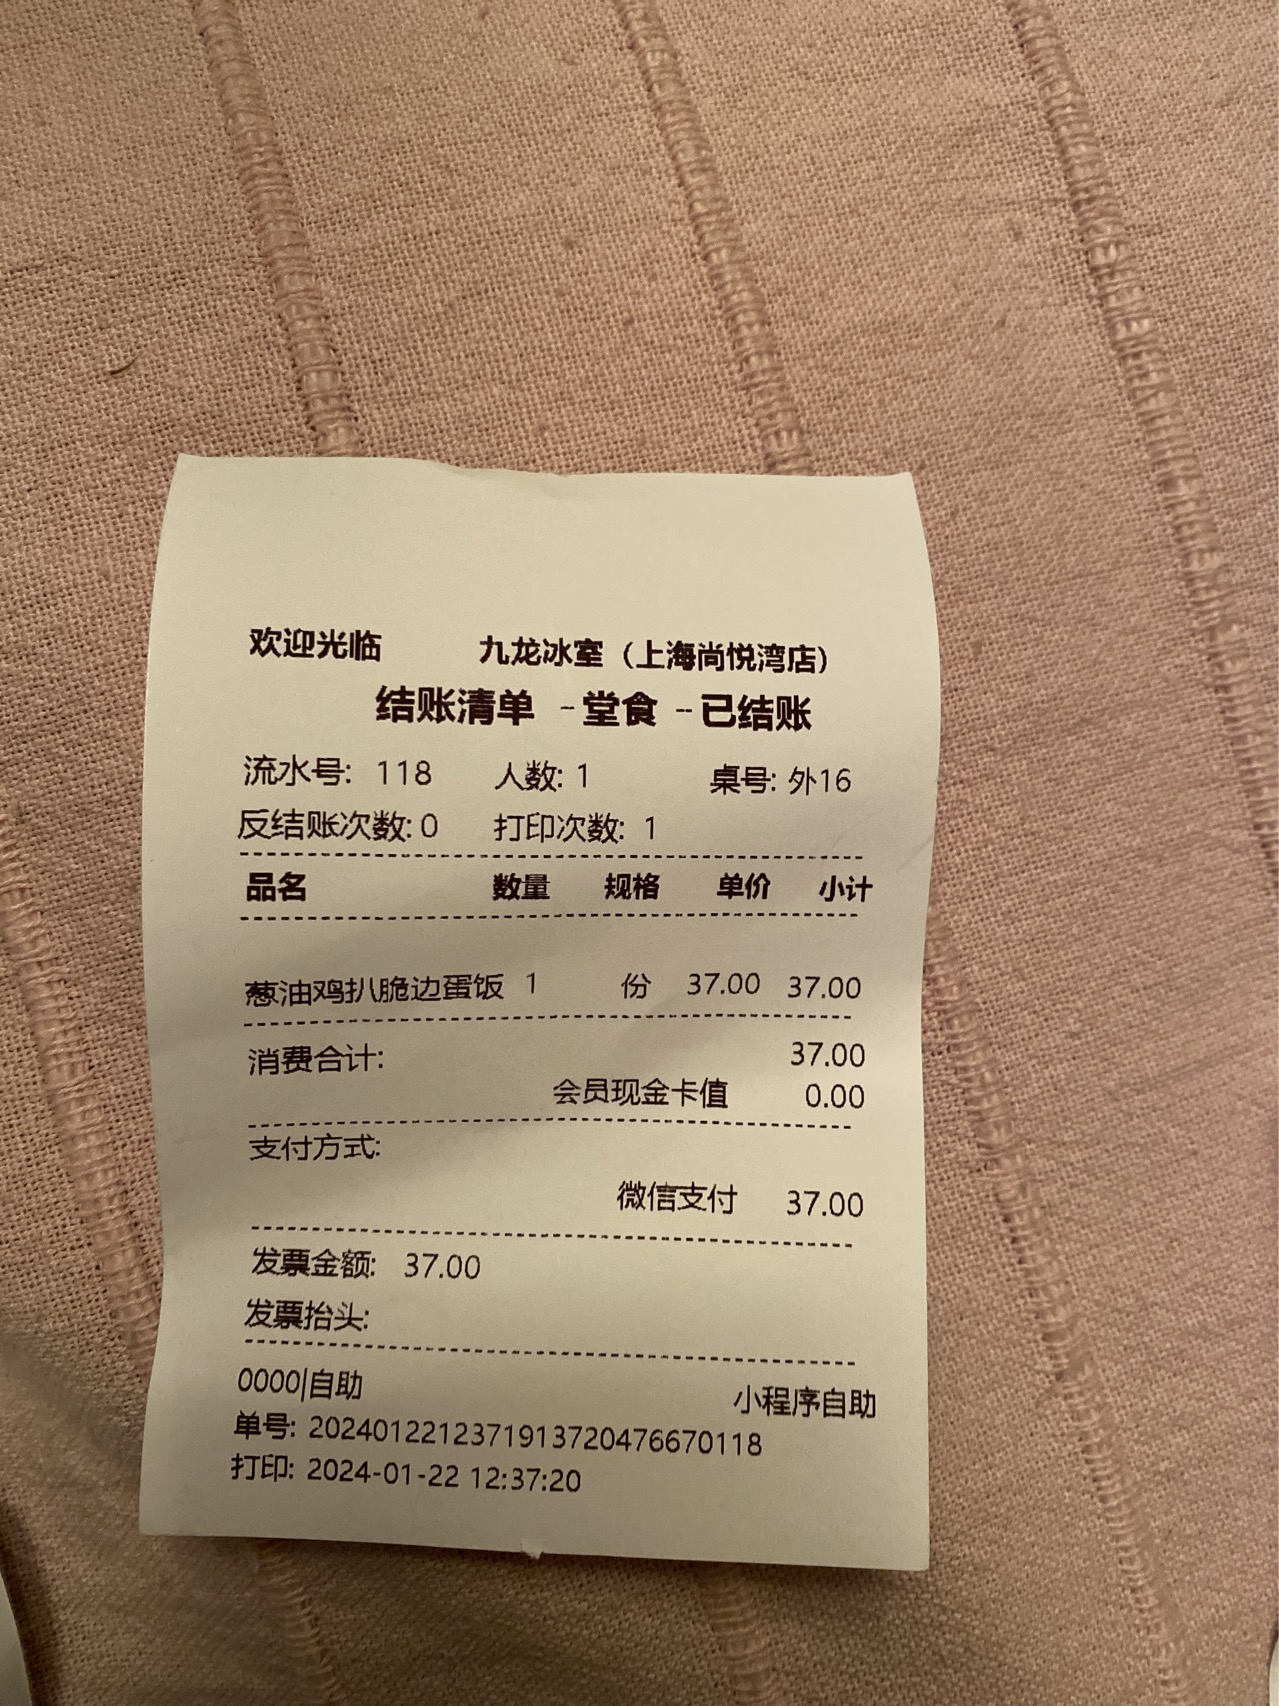 欢迎光临 九龙冰室（上海尚悦湾店）
结账清单 - 堂食 -- 已结账
流水号: 118 人数: 1 桌号: 外16
反结账次数: 0 打印次数: 1
品名 数量 规格 单价 小计
葱油鸡扒脆边蛋饭 1 份 37.00 37.00
消费合计: 37.00
会员现金卡值 0.00
支付方式:
微信支付 37.00
发票金额: 37.00
发票抬头:
0000|自助 小程序自助
单号: 20240122123719137204766​70118
打印: 2024-01-22 12:37:20